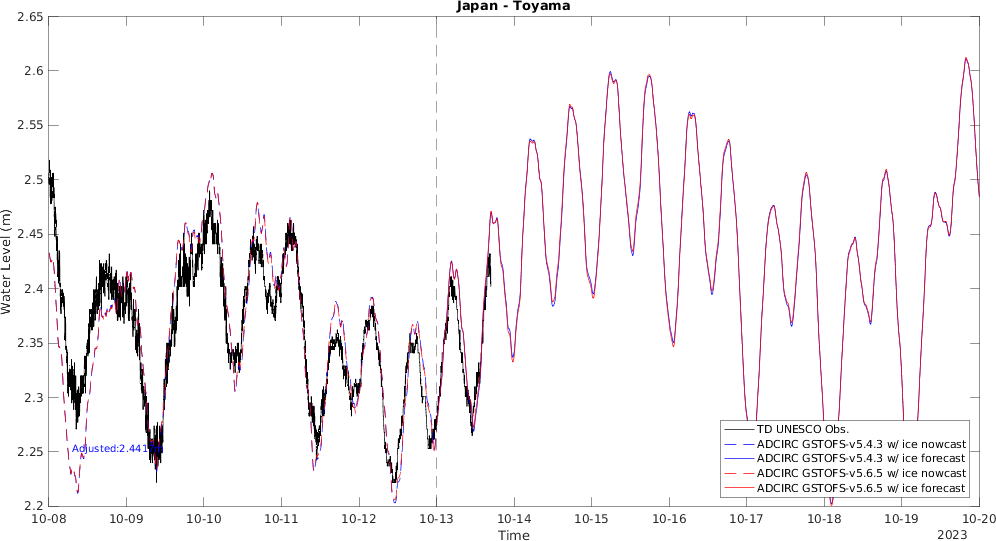 Japan - Toyama
Water Level (m)
2.65
2.6
2.55
2.5
2.45
2.4
2.35
2.3
2.25
2.2
Adjusted:2.441
TD UNESCO Obs.
ADCIRC GSTOFS-v5.4.3 w/ ice nowcast
ADCIRC GSTOFS-v5.4.3 w/ ice forecast
ADCIRC GSTOFS-v5.6.5 w/ ice nowcast
ADCIRC GSTOFS-v5.6.5 w/ ice forecast
10-08 10-09 10-10 10-11 10-12 10-13 10-14 10-15 10-16 10-17 10-18 10-19 10-20
Time
2023